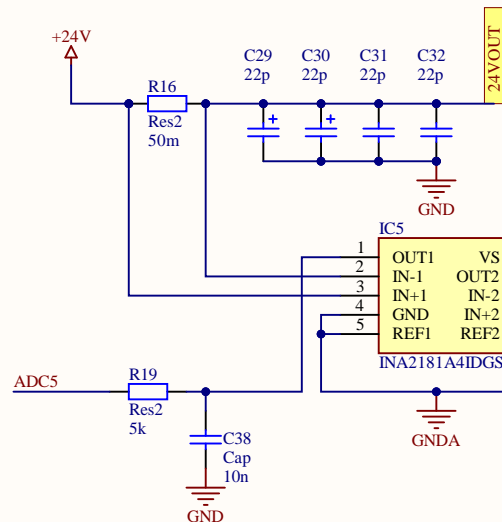 +24V
24VOUT
C29
22p
C30
22p
C31
22p
C32
22p
R16
Res2
50m
+
+
GND
IC5
1
2
3
4
5
OUT1
IN-1
IN+1
GND
REF1
VS
OUT2
IN-2
IN+2
REF2
INA2181A4IDGS
ADC5
R19
Res2
5k
C38
Cap
10n
GND
GNDA